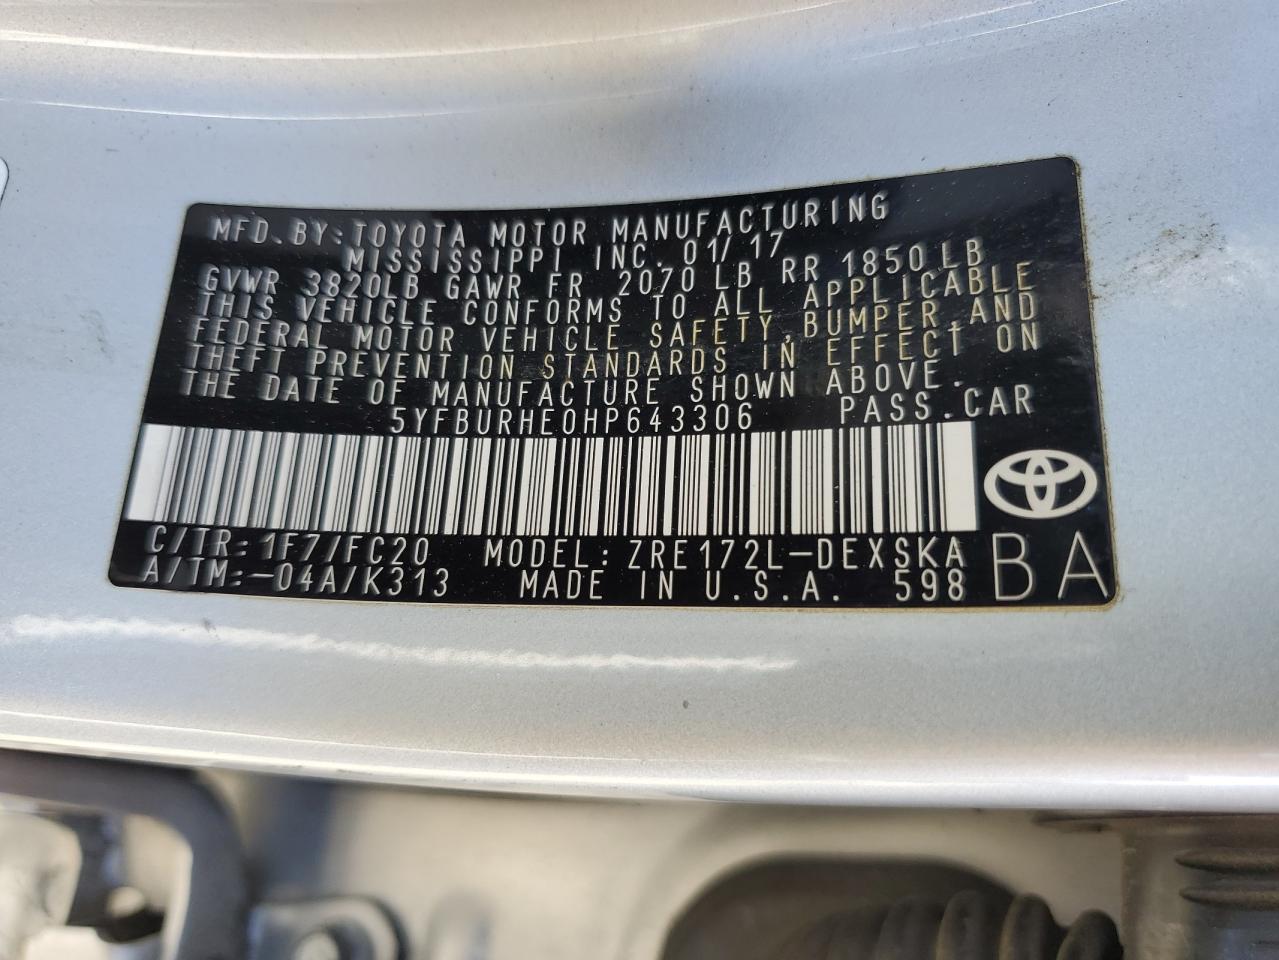 MFD.BY:TOYOTA MOTOR MANUFACTURING
MISSISSIPPI INC. 01/17
GVWR 3820LB GAWR FR 2070 LB RR 1850 LB
THIS VEHICLE CONFORMS TO ALL APPLICABLE
FEDERAL MOTOR VEHICLE SAFETY,BUMPER,AND
THEFT PREVENTION STANDARDS IN EFFECT ON
THE DATE OF MANUFACTURE SHOWN ABOVE.
5YFBURHE0HP643306 PASS.CAR
C/TR: 1F7/FC20 MODEL: ZRE172L-DEXSKA
A/TM:-04A/K313 MADE IN U.S.A. 598 BA